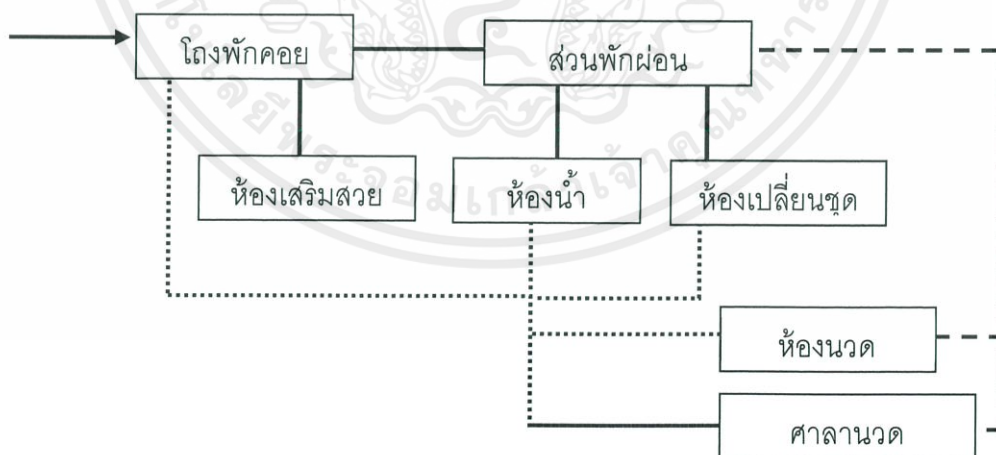 โถงพักคอย
ส่วนพักผ่อน
ห้องเสริมสวย
ห้องน้ำ
ห้องเปลี่ยนชุด
ห้องนวด
ศาลานวด